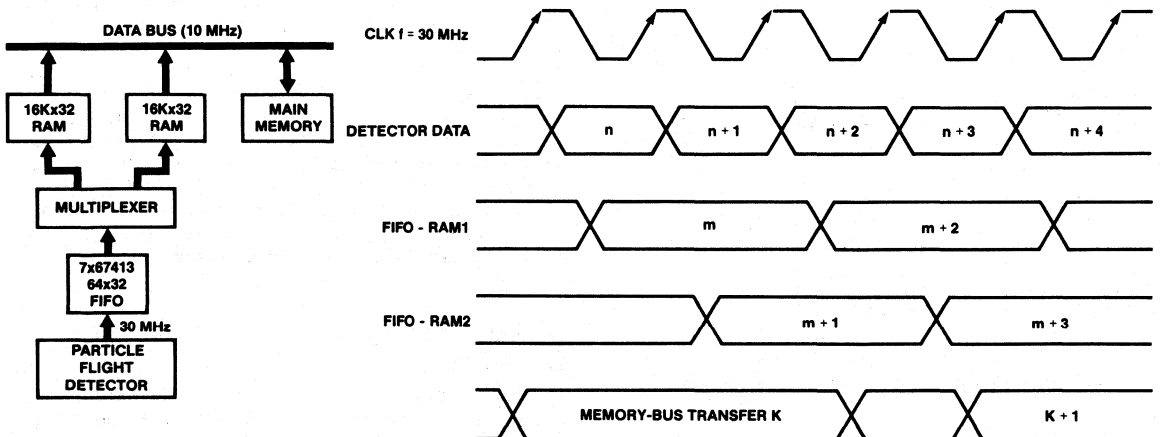 DATA BUS (10 MHz)
16Kx32
RAM
16Kx32
RAM
MAIN
MEMORY
MULTIPLEXER
7x67413
64x32
FIFO
30 MHz
PARTICLE
FLIGHT
DETECTOR
CLK f = 30 MHz
DETECTOR DATA
n
n + 1
n + 2
n + 3
n + 4
FIFO - RAM1
m
m + 2
FIFO - RAM2
m + 1
m + 3
MEMORY-BUS TRANSFER K
K + 1